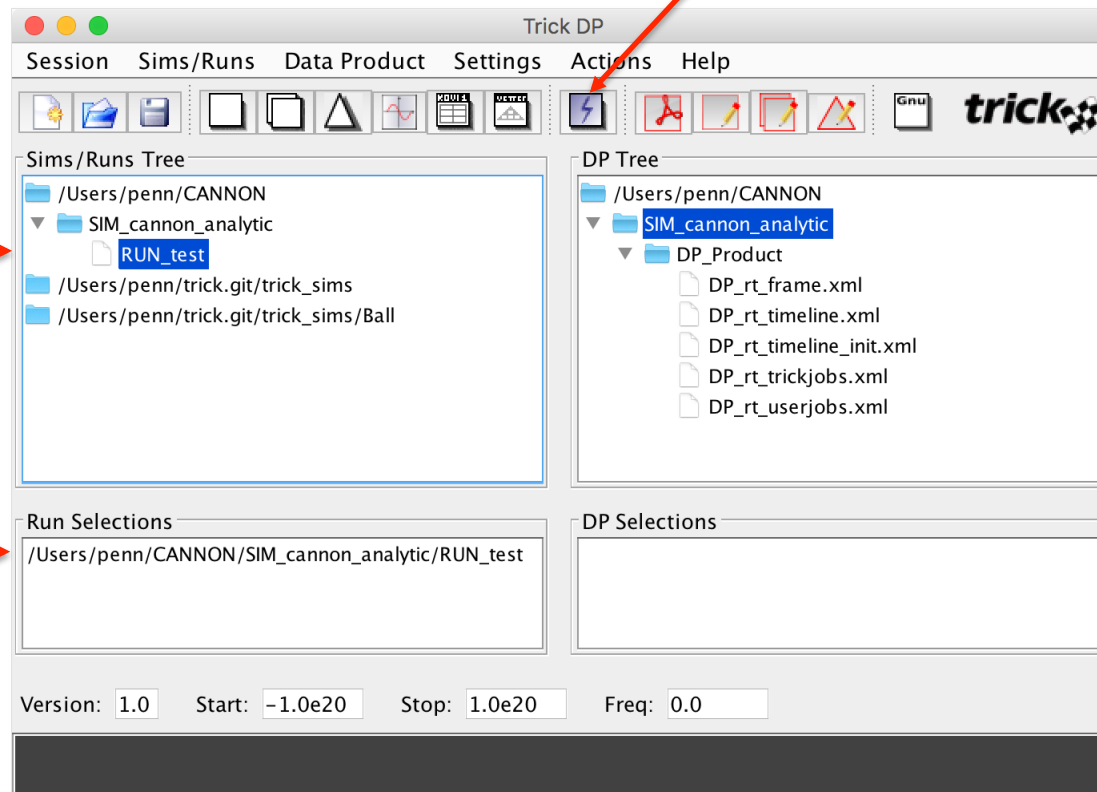 Trick DP
Session Sims/Runs Data Product Settings Actions Help
Gnu trick
Sims/Runs Tree
/Users/penn/CANNON
SIM_cannon_analytic
RUN_test
/Users/penn/trick.git/trick_sims
/Users/penn/trick.git/trick_sims/Ball
DP Tree
/Users/penn/CANNON
SIM_cannon_analytic
DP_Product
DP_rt_frame.xml
DP_rt_timeline.xml
DP_rt_timeline_init.xml
DP_rt_trickjobs.xml
DP_rt_userjobs.xml
Run Selections
/Users/penn/CANNON/SIM_cannon_analytic/RUN_test
DP Selections
Version: 1.0 Start: -1.0e20 Stop: 1.0e20 Freq: 0.0